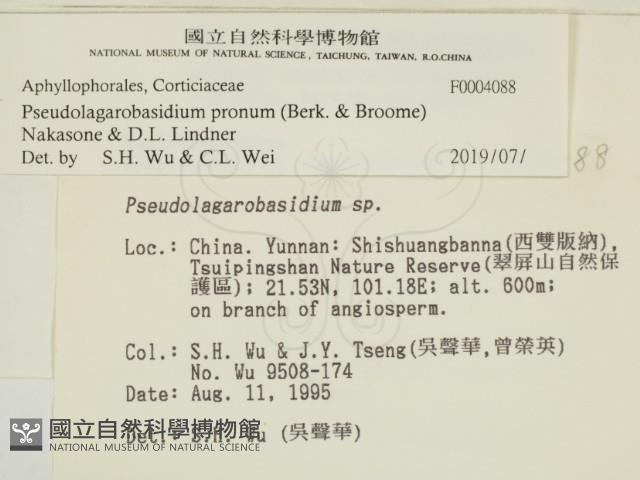 國立自然科學博物館
NATIONAL MUSEUM OF NATURAL SCIENCE, TAICHUNG, TAIWAN, R.O.CHINA
Aphyllophorales, Corticiaceae F0004088
Pseudolagarobasidium pronum (Berk. & Broome)
Nakasone & D.L. Lindner
Det. by S.H. Wu & C.L. Wei 2019/07/
88
Pseudolagarobasidium sp.
Loc.: China. Yunnan: Shishuangbanna(西雙版納),
Tsuipingshan Nature Reserve(翠屏山自然保
護區); 21.53N, 101.18E; alt. 600m;
on branch of angiosperm.
Col.: S.H. Wu & J.Y. Tseng(吳聲華,曾榮英)
No. Wu 9508-174
Date: Aug. 11, 1995
Det.: S.H. Wu (吳聲華)
國立自然科學博物館
NATIONAL MUSEUM OF NATURAL SCIENCE